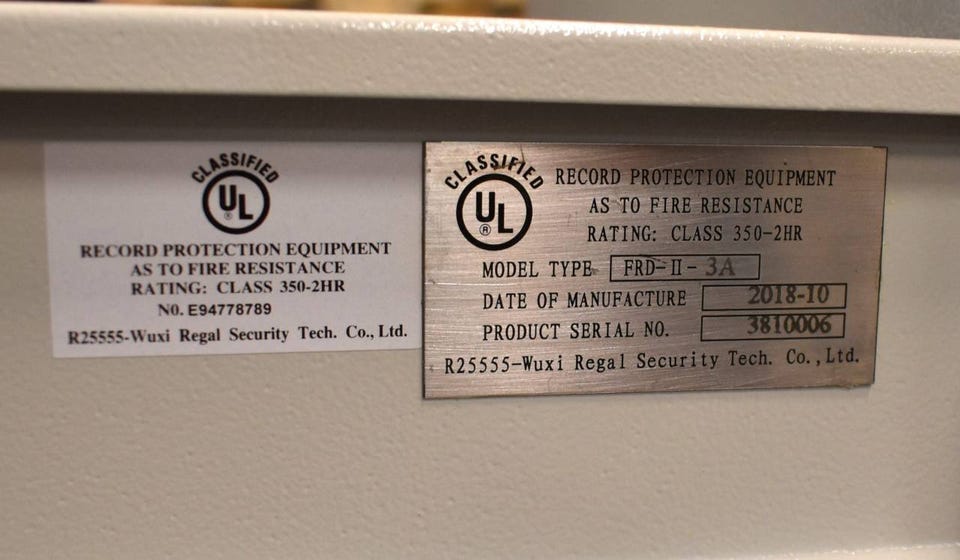 CLASSIFIED
UL
®
RECORD PROTECTION EQUIPMENT
AS TO FIRE RESISTANCE
RATING: CLASS 350-2HR
N0. E94778789
R25555-Wuxi Regal Security Tech. Co., Ltd.
CLASSIFIED
UL
®
RECORD PROTECTION EQUIPMENT
AS TO FIRE RESISTANCE
RATING: CLASS 350-2HR
MODEL TYPE FRD-II-3A
DATE OF MANUFACTURE 2018-10
PRODUCT SERIAL NO. 3810006
R25555-Wuxi Regal Security Tech. Co., Ltd.